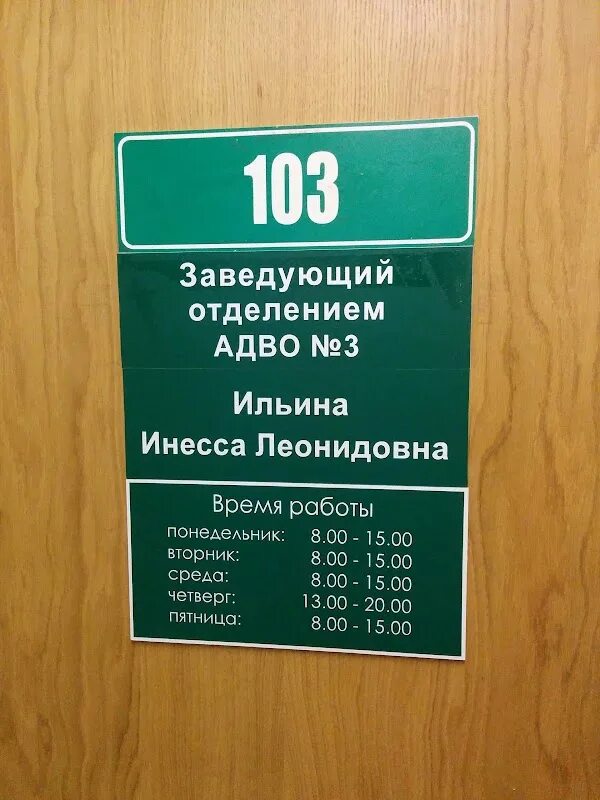 103
Заведующий
отделением
АДВО №3
Ильина
Инесса Леонидовна
Время работы
понедельник: 8.00 - 15.00
вторник: 8.00 - 15.00
среда: 8.00 - 15.00
четверг: 13.00 - 20.00
пятница: 8.00 - 15.00